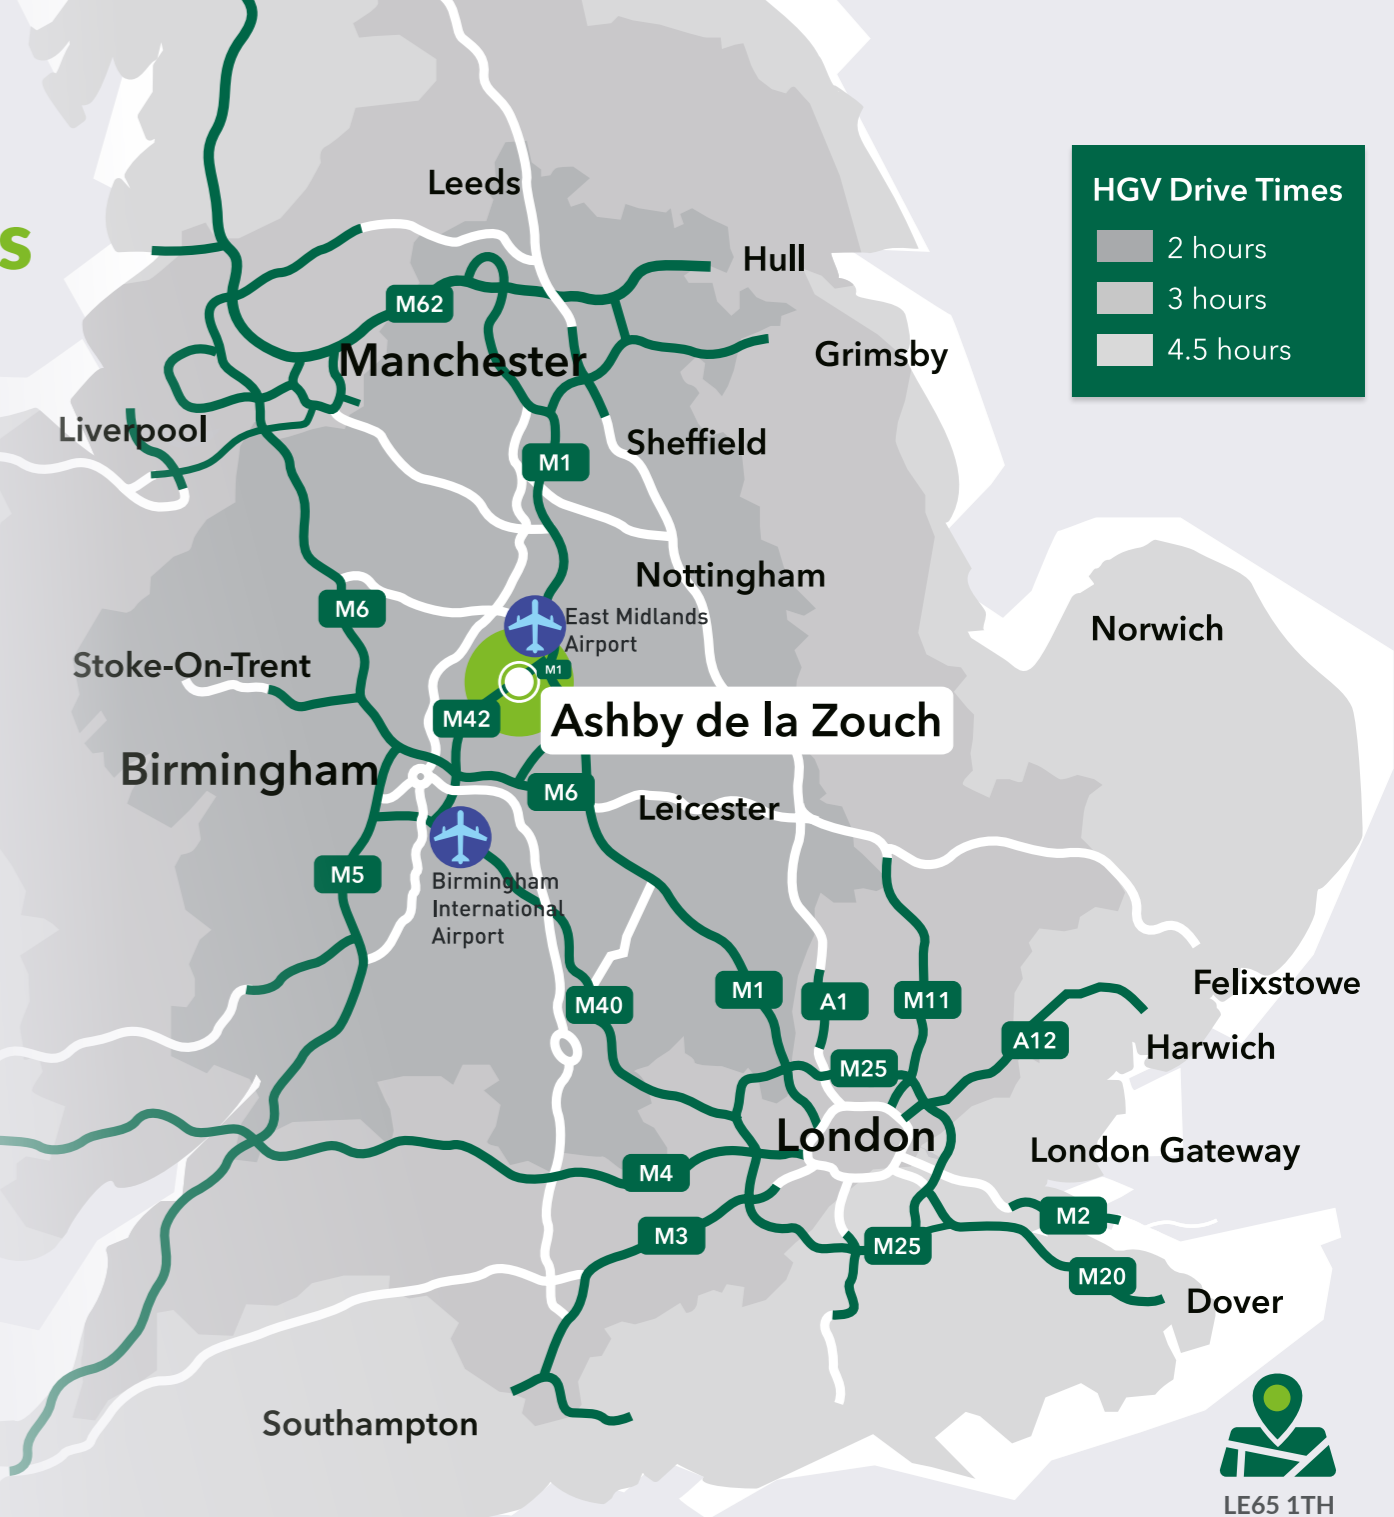 s
HGV Drive Times
2 hours
3 hours
4.5 hours
Leeds
Hull
M62
Manchester
Grimsby
Liverpool
Sheffield
M1
Nottingham
M6
East Midlands
Airport
Norwich
Stoke-On-Trent
M1
M42
Ashby de la Zouch
Birmingham
M6
Leicester
M5
Birmingham
International
Airport
Felixstowe
M40
M1
A1
M11
A12
Harwich
M25
London
London Gateway
M4
M2
M3
M25
M20
Dover
Southampton
LE65 1TH